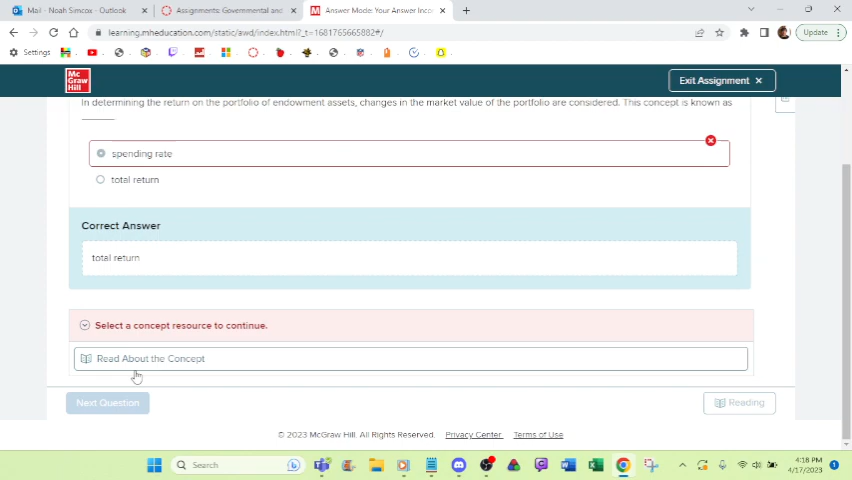 Mail - Noah Simcox - Outlook
Assignments: Governmental and
Answer Mode: Your Answer Inco
learning.mheducation.com/static/awd/index.html?_t=1681765665882#/
Update
Settings
Mc
Graw
Hill
Exit Assignment
In determining the return on the portfolio of endowment assets, changes in the market value of the portfolio are considered. This concept is known as
______
spending rate
total return
Correct Answer
total return
Select a concept resource to continue.
Read About the Concept
Next Question
Reading
© 2023 McGraw Hill. All Rights Reserved. Privacy Center Terms of Use
Search
4:18 PM
4/17/2023